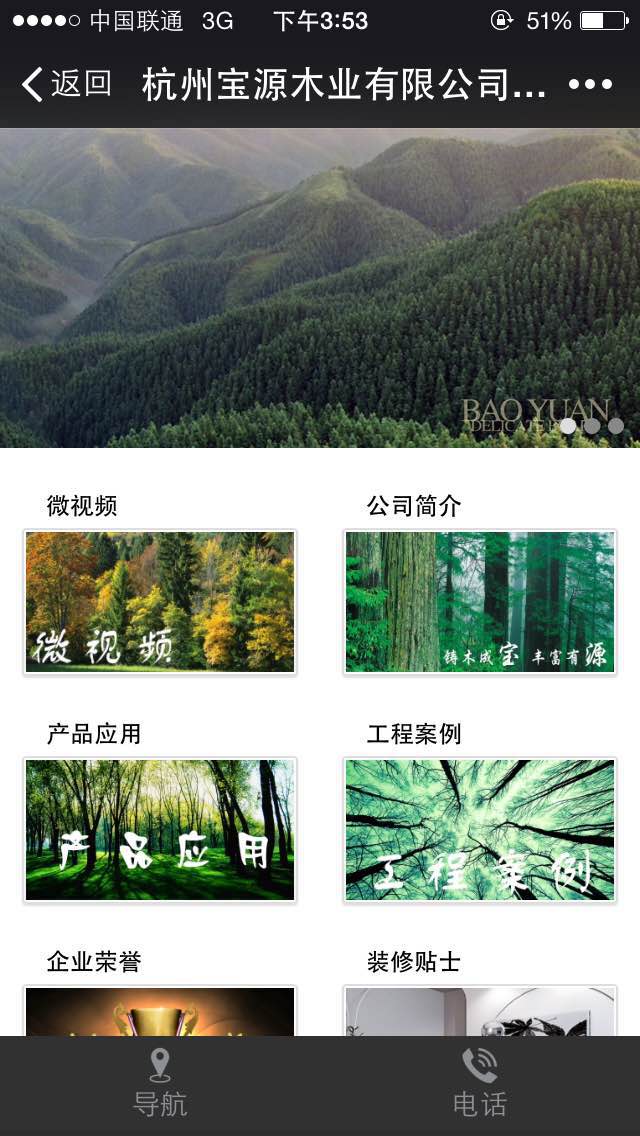 中国联通 3G 下午3:53 51%
返回 杭州宝源木业有限公司...
BAO YUAN
DELICATE
微视频 公司简介
微视频
铸木成宝 丰富有源
产品应用 工程案例
产品应用 工程案例
企业荣誉 装修贴士
导航 电话